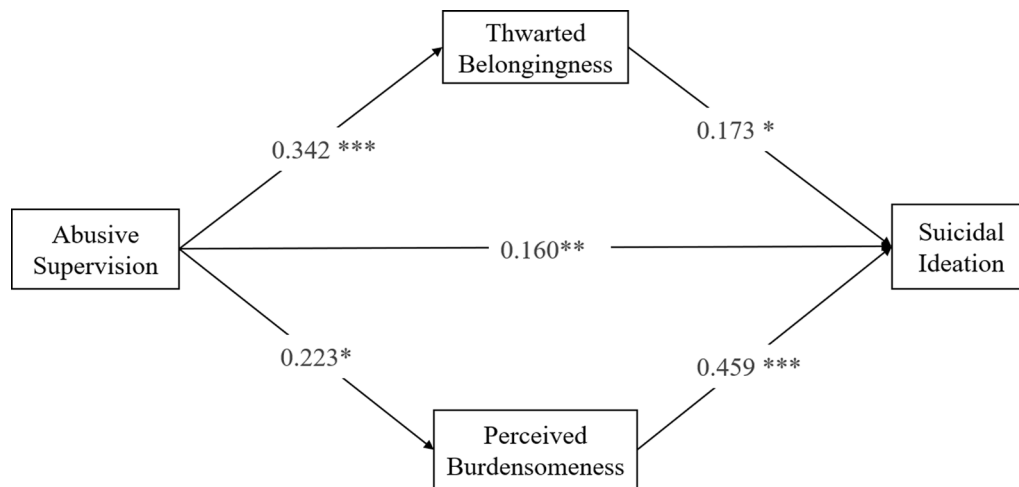 Thwarted
Belongingness
0.342 ***
0.173 *
Abusive
Supervision
0.160**
Suicidal
Ideation
0.223*
0.459 ***
Perceived
Burdensomeness